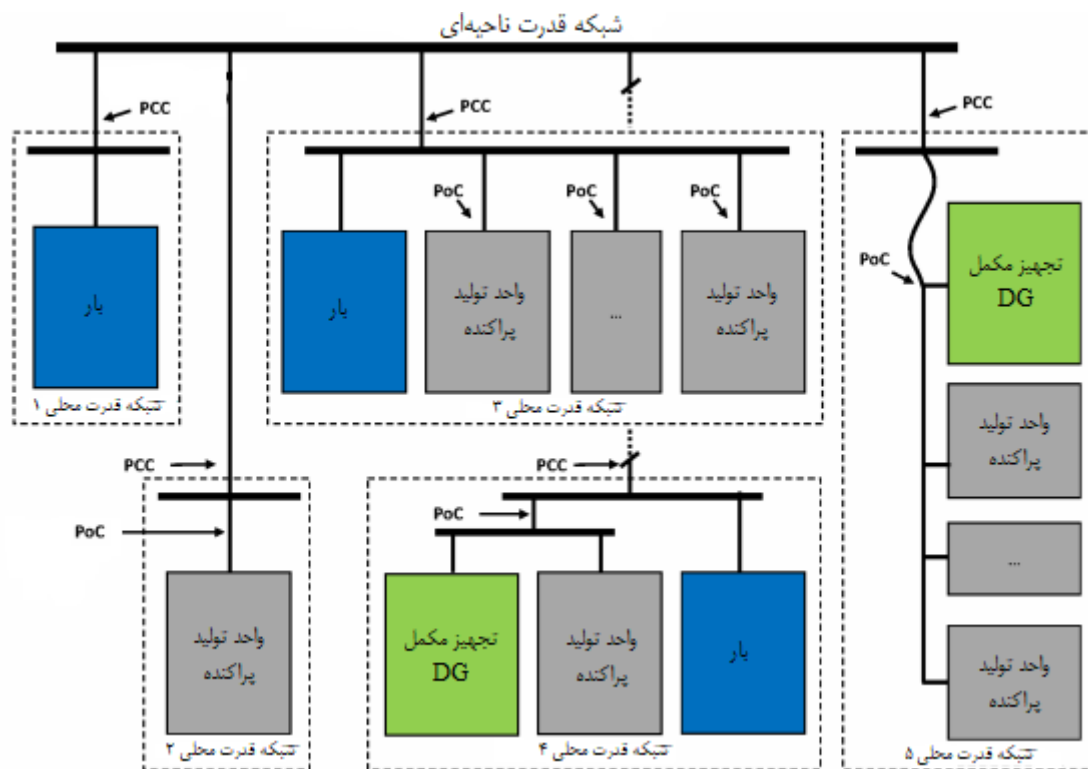 شبکه قدرت ناحیه‌ای
PCC
PCC
PCC
بار
شبکه قدرت محلی ۱
PoC
PoC
PoC
بار
واحد تولید
پراکنده
...
واحد تولید
پراکنده
شبکه قدرت محلی ۳
PoC
تجهیز مکمل
DG
واحد تولید
پراکنده
...
واحد تولید
پراکنده
شبکه قدرت محلی ۵
PCC
PoC
واحد تولید
پراکنده
شبکه قدرت محلی ۲
PCC
PoC
تجهیز مکمل
DG
واحد تولید
پراکنده
بار
شبکه قدرت محلی ۴